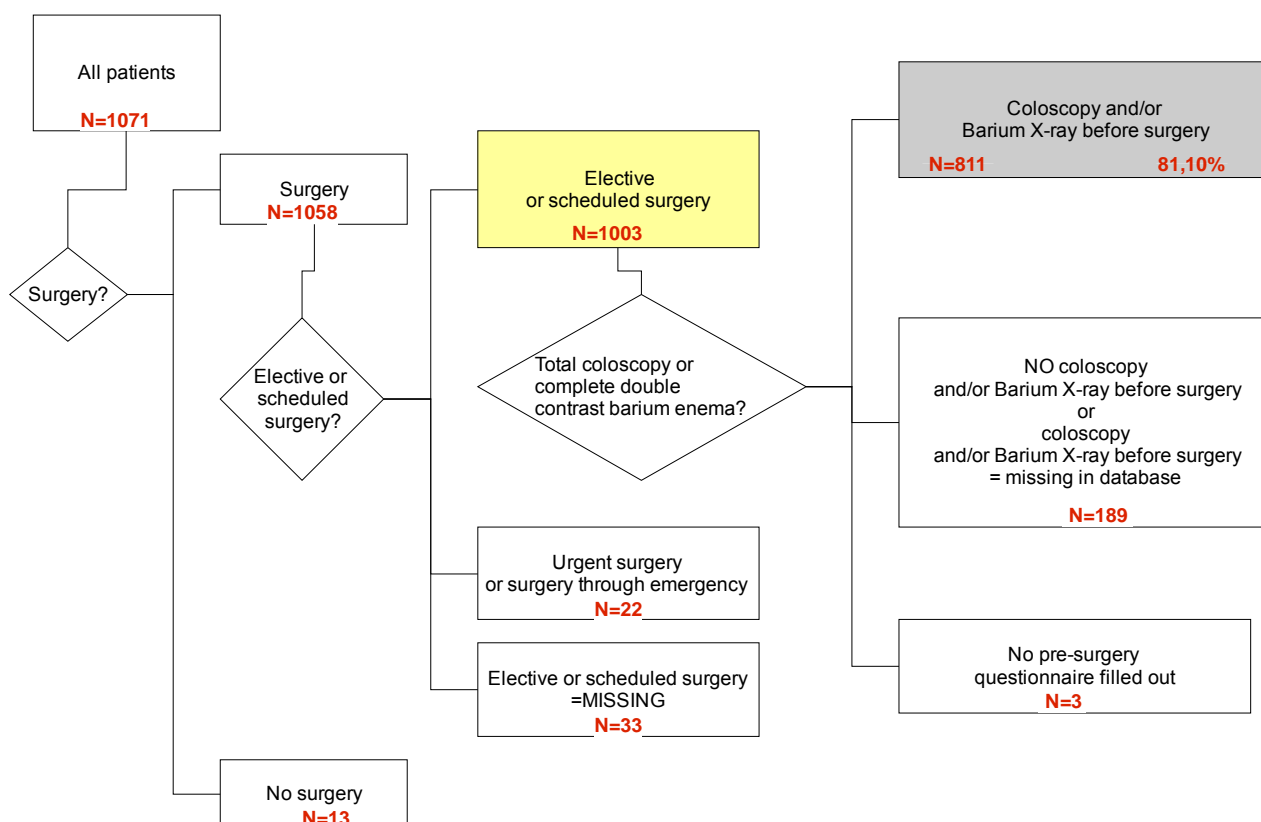 All patients
N=1071
Surgery?
Surgery
N=1058
Elective or
scheduled
surgery?
No surgery
N=13
Elective
or scheduled surgery
N=1003
Total coloscopy or
complete double
contrast barium enema?
Urgent surgery
or surgery through emergency
N=22
Elective or scheduled surgery
=MISSING
N=33
Coloscopy and/or
Barium X-ray before surgery
N=811 81,10%
NO coloscopy
and/or Barium X-ray before surgery
or
coloscopy
and/or Barium X-ray before surgery
= missing in database
N=189
No pre-surgery
questionnaire filled out
N=3